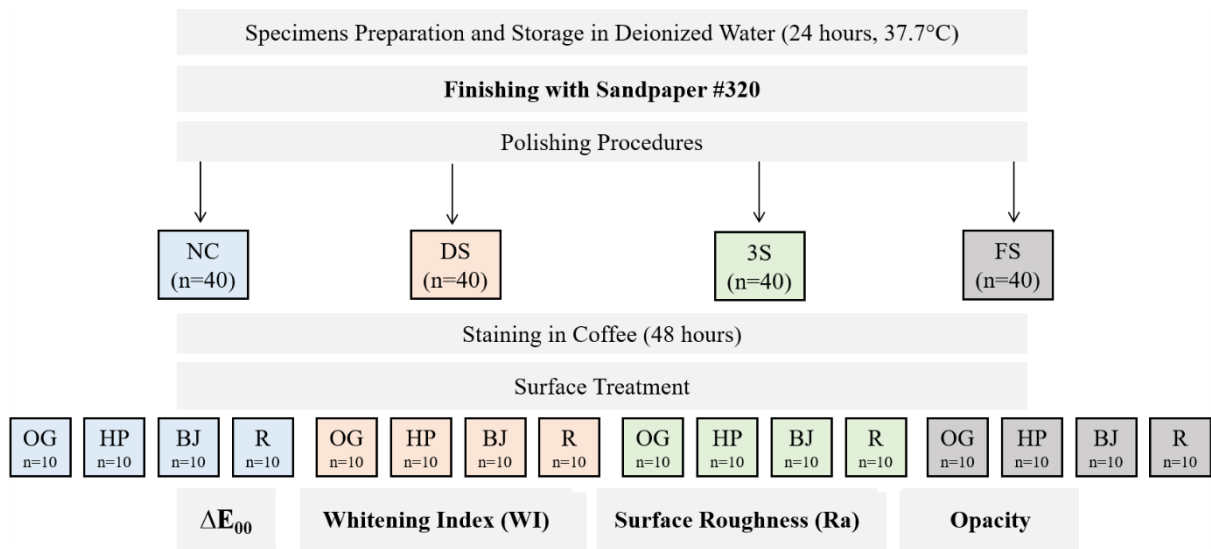 Specimens Preparation and Storage in Deionized Water (24 hours, 37.7°C)
Finishing with Sandpaper #320
Polishing Procedures
NC
(n=40)
DS
(n=40)
3S
(n=40)
FS
(n=40)
Staining in Coffee (48 hours)
Surface Treatment
OG
n=10
HP
n=10
BJ
n=10
R
n=10
OG
n=10
HP
n=10
BJ
n=10
R
n=10
OG
n=10
HP
n=10
BJ
n=10
R
n=10
OG
n=10
HP
n=10
BJ
n=10
R
n=10
ΔE₀₀
Whitening Index (WI)
Surface Roughness (Ra)
Opacity